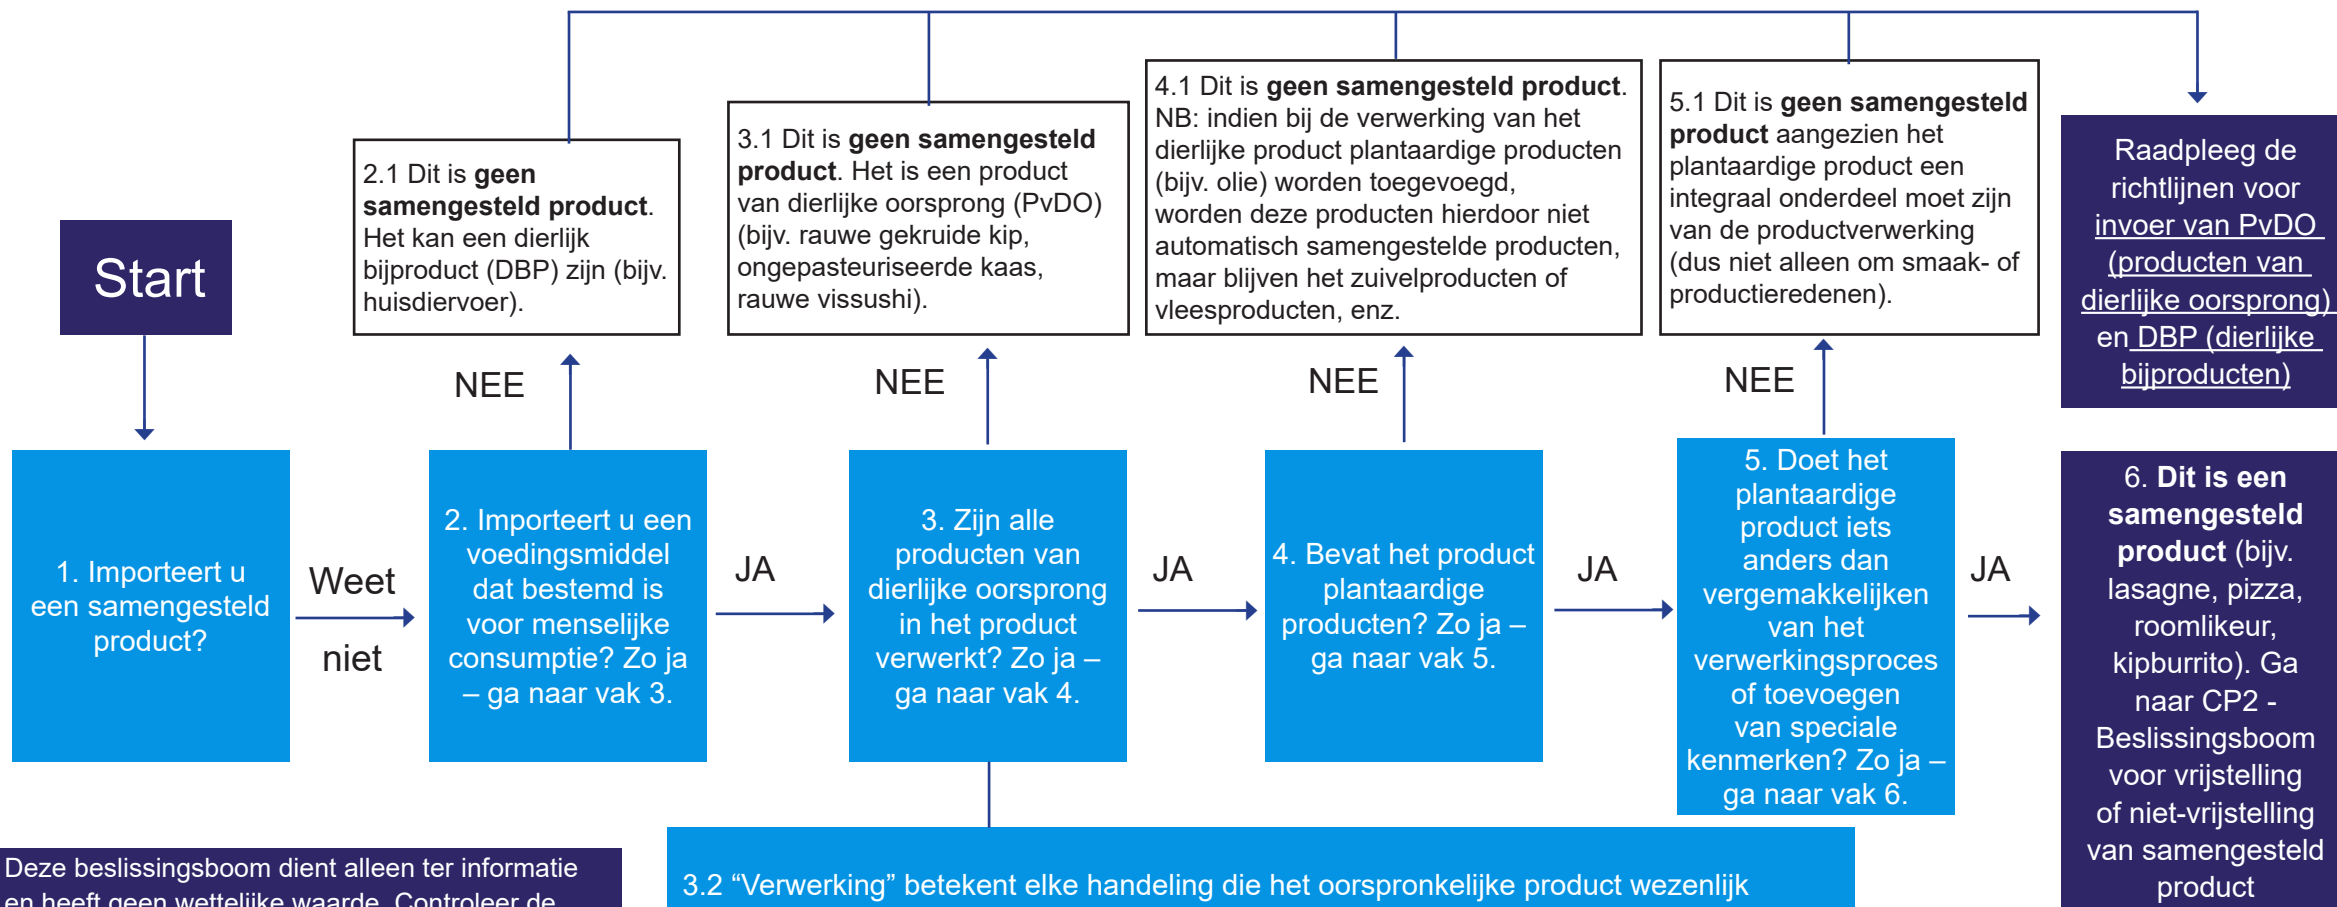 Start
2.1 Dit is geen
samengesteld product.
Het kan een dierlijk
bijproduct (DBP) zijn (bijv.
huisdiervoer).
3.1 Dit is geen samengesteld
product. Het is een product
van dierlijke oorsprong (PvDO)
(bijv. rauwe gekruide kip,
ongepasteuriseerde kaas,
rauwe vissushi).
4.1 Dit is geen samengesteld product.
NB: indien bij de verwerking van het
dierlijke product plantaardige producten
(bijv. olie) worden toegevoegd,
worden deze producten hierdoor niet
automatisch samengestelde producten,
maar blijven het zuivelproducten of
vleesproducten, enz.
5.1 Dit is geen samengesteld
product aangezien het
plantaardige product een
integraal onderdeel moet zijn
van de productverwerking
(dus niet alleen om smaak- of
productieredenen).
Raadpleeg de
richtlijnen voor
invoer van PvDO
(producten van
dierlijke oorsprong)
en DBP (dierlijke
bijproducten)
NEE
NEE
NEE
NEE
1. Importeert u
een samengesteld
product?
Weet
niet
2. Importeert u een
voedingsmiddel
dat bestemd is
voor menselijke
consumptie? Zo ja
– ga naar vak 3.
JA
3. Zijn alle
producten van
dierlijke oorsprong
in het product
verwerkt? Zo ja –
ga naar vak 4.
JA
4. Bevat het product
plantaardige
producten? Zo ja –
ga naar vak 5.
JA
5. Doet het
plantaardige
product iets
anders dan
vergemakkelijken
van het
verwerkingsproces
of toevoegen
van speciale
kenmerken? Zo ja –
ga naar vak 6.
JA
6. Dit is een
samengesteld
product (bijv.
lasagne, pizza,
roomlikeur,
kipburrito). Ga
naar CP2 -
Beslissingsboom
voor vrijstelling
of niet-vrijstelling
van samengesteld
product
Deze beslissingsboom dient alleen ter informatie
en heeft geen wettelijke waarde. Controleer de
3.2 “Verwerking” betekent elke handeling die het oorspronkelijke product wezenlijk